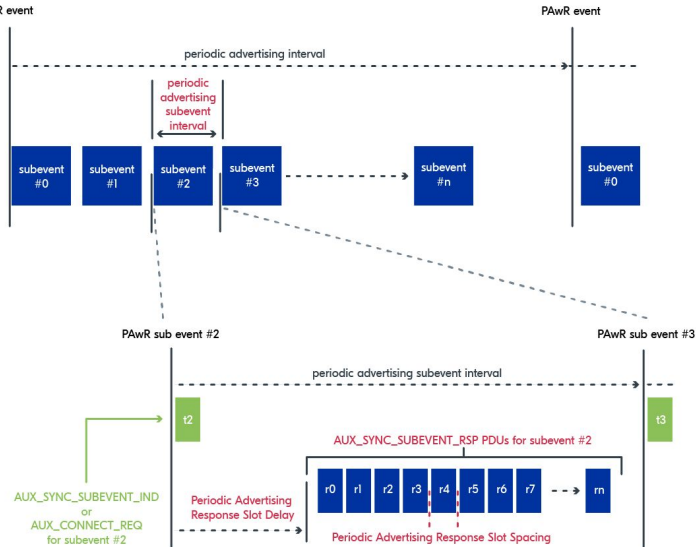 R event
PAwR event
periodic advertising interval
periodic
advertising
subevent
interval
subevent
#0
subevent
#1
subevent
#2
subevent
#3
subevent
#n
subevent
#0
PAwR sub event #2
PAwR sub event #3
periodic advertising subevent interval
t2
t3
AUX_SYNC_SUBEVENT_RSP PDUs for subevent #2
r0 r1 r2 r3 r4 r5 r6 r7 rn
AUX_SYNC_SUBEVENT_IND
or
AUX_CONNECT_REQ
for subevent #2
Periodic Advertising
Response Slot Delay
Periodic Advertising Response Slot Spacing